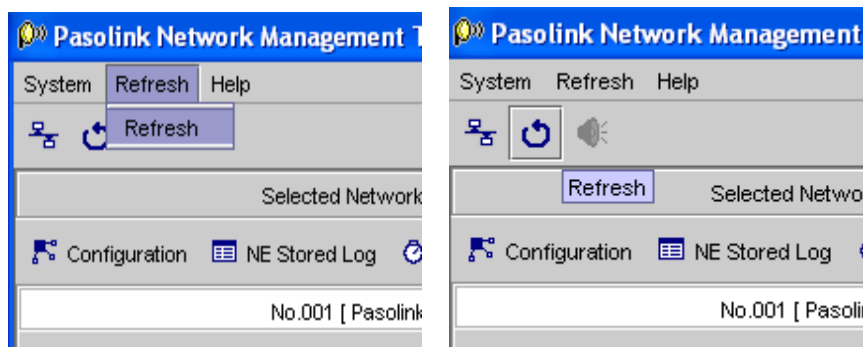 Pasolink Network Management
System Refresh Help
Refresh
Selected Network
Configuration NE Stored Log
No.001 [ Pasolink
Pasolink Network Management
System Refresh Help
Refresh
Selected Netwo
Configuration NE Stored Log
No.001 [ Pasoli